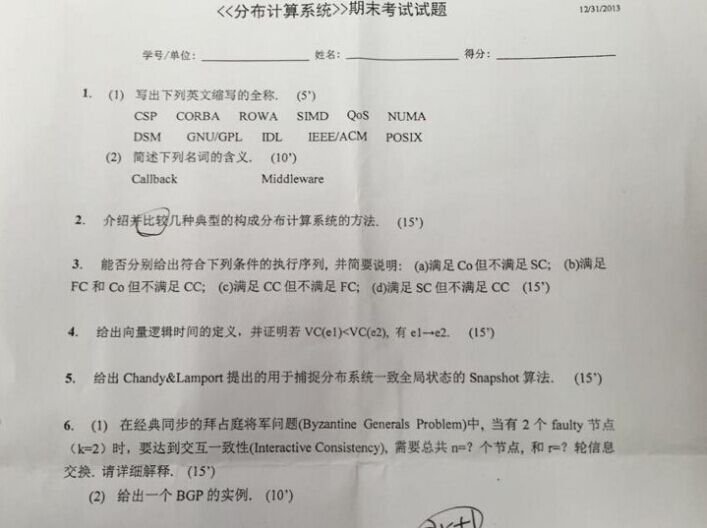 <<分布计算系统>>期末考试试题 12/31/2013
学号/单位: 姓名: 得分:
1. (1) 写出下列英文缩写的全称. (5')
CSP CORBA ROWA SIMD QoS NUMA
DSM GNU/GPL IDL IEEE/ACM POSIX
(2) 简述下列名词的含义. (10')
Callback Middleware
2. 介绍并比较几种典型的构成分布计算系统的方法. (15')
3. 能否分别给出符合下列条件的执行序列, 并简要说明: (a)满足 Co 但不满足 SC; (b)满足
FC 和 Co 但不满足 CC; (c)满足 CC 但不满足 FC; (d)满足 SC 但不满足 CC (15')
4. 给出向量逻辑时间的定义, 并证明若 VC(e1)<VC(e2), 有 e1→e2. (15')
5. 给出 Chandy&Lamport 提出的用于捕捉分布系统一致全局状态的 Snapshot 算法. (15')
6. (1) 在经典同步的拜占庭将军问题(Byzantine Generals Problem)中, 当有 2 个 faulty 节点
(k=2) 时, 要达到交互一致性(Interactive Consistency), 需要总共 n=? 个节点, 和 r=? 轮信息
交换. 请详细解释. (15')
(2) 给出一个 BGP 的实例. (10')